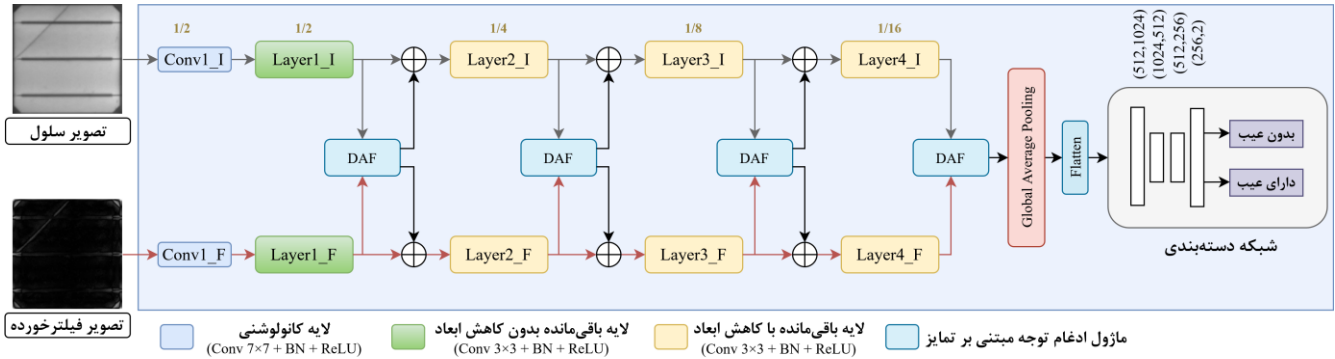 1/2
1/2
1/4
1/8
1/16
(512,1024)
(1024,512)
(512,256)
(256,2)
Conv1_I
Layer1_I
Layer2_I
Layer3_I
Layer4_I
تصویر سلول
DAF
DAF
DAF
DAF
Global Average Pooling
Flatten
بدون عیب
دارای عیب
شبکه دسته‌بندی
Conv1_F
Layer1_F
Layer2_F
Layer3_F
Layer4_F
تصویر فیلترخورده
لایه کانولوشنی
(Conv 7×7 + BN + ReLU)
لایه باقی‌مانده بدون کاهش ابعاد
(Conv 3×3 + BN + ReLU)
لایه باقی‌مانده با کاهش ابعاد
(Conv 3×3 + BN + ReLU)
ماژول ادغام توجه مبتنی بر تمایز